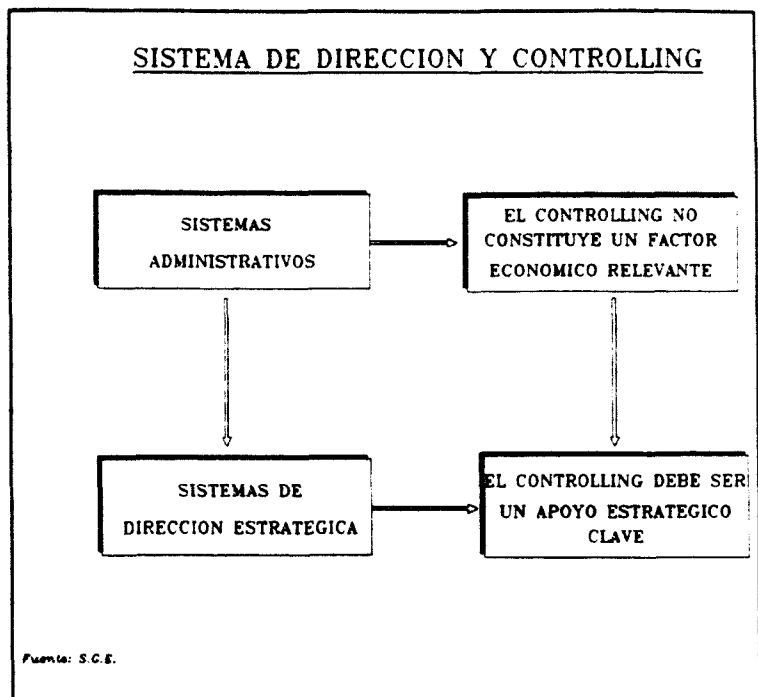 SISTEMA DE DIRECCION Y CONTROLLING
SISTEMAS
ADMINISTRATIVOS
EL CONTROLLING NO
CONSTITUYE UN FACTOR
ECONOMICO RELEVANTE
SISTEMAS DE
DIRECCION ESTRATEGICA
EL CONTROLLING DEBE SER
UN APOYO ESTRATEGICO
CLAVE
Fuente: S.G.E.